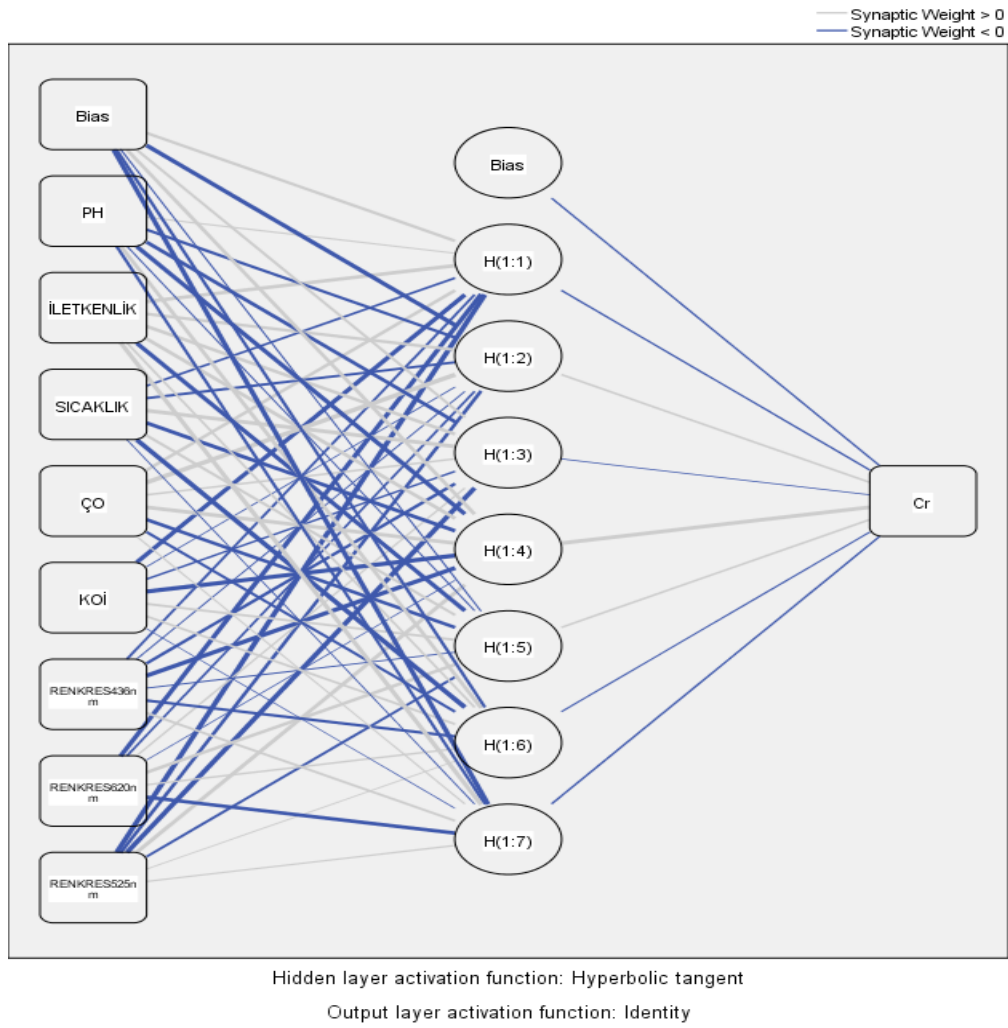 Synaptic Weight > 0
Synaptic Weight < 0
Bias
PH
İLETKENLİK
SICAKLIK
ÇO
KOİ
RENKRES436n
m
RENKRES620n
m
RENKRES525n
m
Bias
H(1:1)
H(1:2)
H(1:3)
H(1:4)
H(1:5)
H(1:6)
H(1:7)
Cr
Hidden layer activation function: Hyperbolic tangent
Output layer activation function: Identity